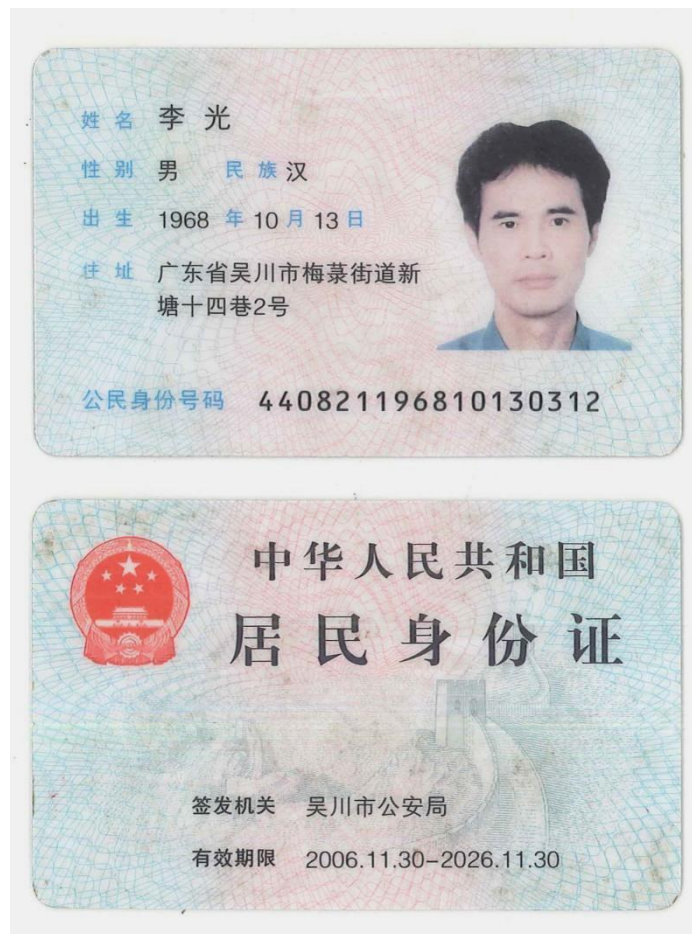 姓名 李光
性别 男 民族 汉
出生 1968 年 10 月 13 日
住址 广东省吴川市梅菉街道新
塘十四巷2号
公民身份号码 440821196810130312
中华人民共和国
居民身份证
签发机关 吴川市公安局
有效期限 2006.11.30-2026.11.30